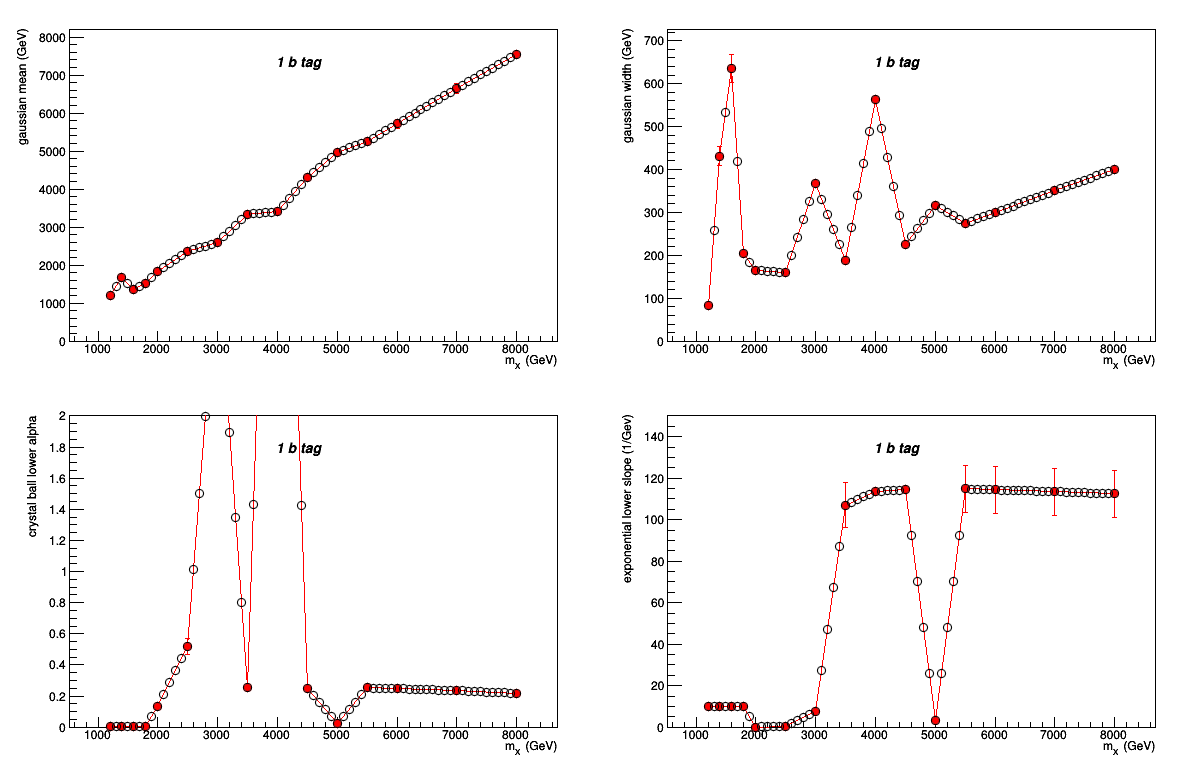 gaussian mean (GeV)
8000
7000
6000
5000
4000
3000
2000
1000
0
1 b tag
1000 2000 3000 4000 5000 6000 7000 8000
mX (GeV)
gaussian width (GeV)
700
600
500
400
300
200
100
0
1 b tag
1000 2000 3000 4000 5000 6000 7000 8000
mX (GeV)
crystal ball lower alpha
2
1.8
1.6
1.4
1.2
1
0.8
0.6
0.4
0.2
0
1 b tag
1000 2000 3000 4000 5000 6000 7000 8000
mX (GeV)
exponential lower slope (1/Gev)
140
120
100
80
60
40
20
0
1 b tag
1000 2000 3000 4000 5000 6000 7000 8000
mX (GeV)